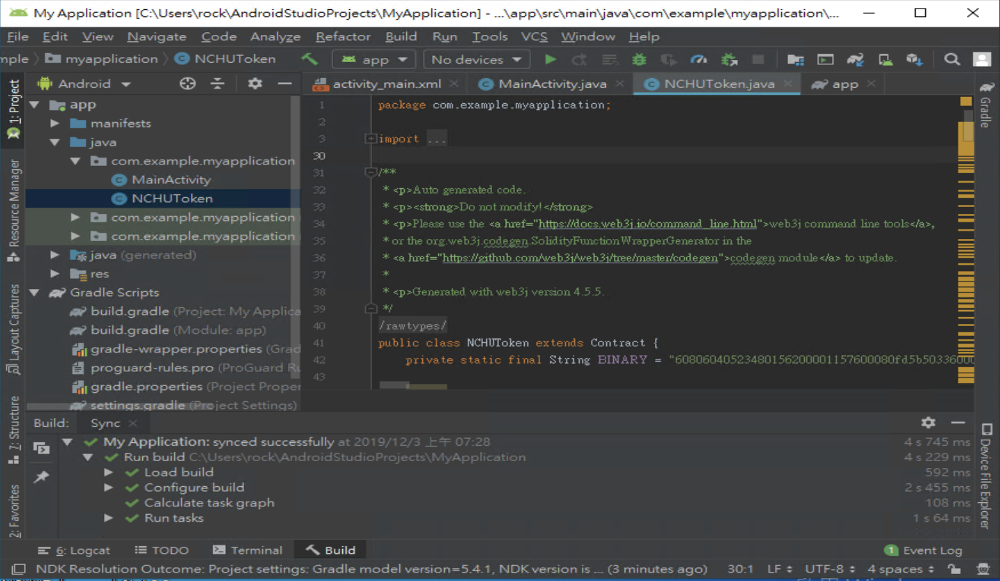 My Application [C:\Users\rock\AndroidStudioProjects\MyApplication] - ...\app\src\main\java\com\example\myapplication\...
File Edit View Navigate Code Analyze Refactor Build Run Tools VCS Window Help
mple myapplication NCHUToken app No devices
1: Project
Resource Manager
Layout Captures
7: Structure
2: Favorites
Android
app
manifests
java
com.example.myapplication
MainActivity
NCHUToken
com.example.myapplication
com.example.myapplication
java (generated)
res
Gradle Scripts
build.gradle (Project: My Applica
build.gradle (Module: app)
gradle-wrapper.properties (Grad
proguard-rules.pro (ProGuard Ru
gradle.properties (Project Proper
settings.gradle (Project Settings)
activity_main.xml MainActivity.java NCHUToken.java app
1 package com.example.myapplication;
2
3 import ...
30
31 /**
32 * <p>Auto generated code.
33 * <p><strong>Do not modify!</strong>
34 * <p>Please use the <a href="https://docs.web3j.io/command_line.html">web3j command line tools</a>,
35 * or the org.web3j.codegen.SolidityFunctionWrapperGenerator in the
36 * <a href="https://github.com/web3j/web3j/tree/master/codegen">codegen module</a> to update.
37 *
38 * <p>Generated with web3j version 4.5.5.
39 */
40 /rawtypes/
41 public class NCHUToken extends Contract {
42 private static final String BINARY = "60806040523480156200001157600080fd5b50336000
43
Gradle
Device File Explorer
Build: Sync
My Application: synced successfully at 2019/12/3 上午 07:28 4 s 745 ms
Run build C:\Users\rock\AndroidStudioProjects\MyApplication 4 s 229 ms
Load build 592 ms
Configure build 2 s 455 ms
Calculate task graph 108 ms
Run tasks 1 s 64 ms
6: Logcat TODO Terminal Build 1 Event Log
NDK Resolution Outcome: Project settings: Gradle model version=5.4.1, NDK version is ... (3 minutes ago) 30:1 LF UTF-8 4 spaces